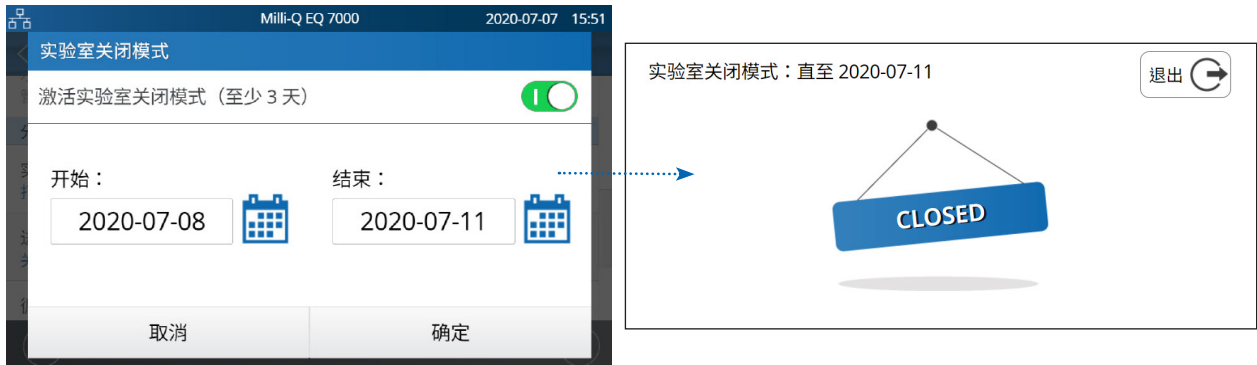 Milli-Q EQ 7000 2020-07-07 15:51
实验室关闭模式
激活实验室关闭模式（至少 3 天）
开始：
结束：
2020-07-08
2020-07-11
取消
确定
实验室关闭模式：直至 2020-07-11
退出
CLOSED